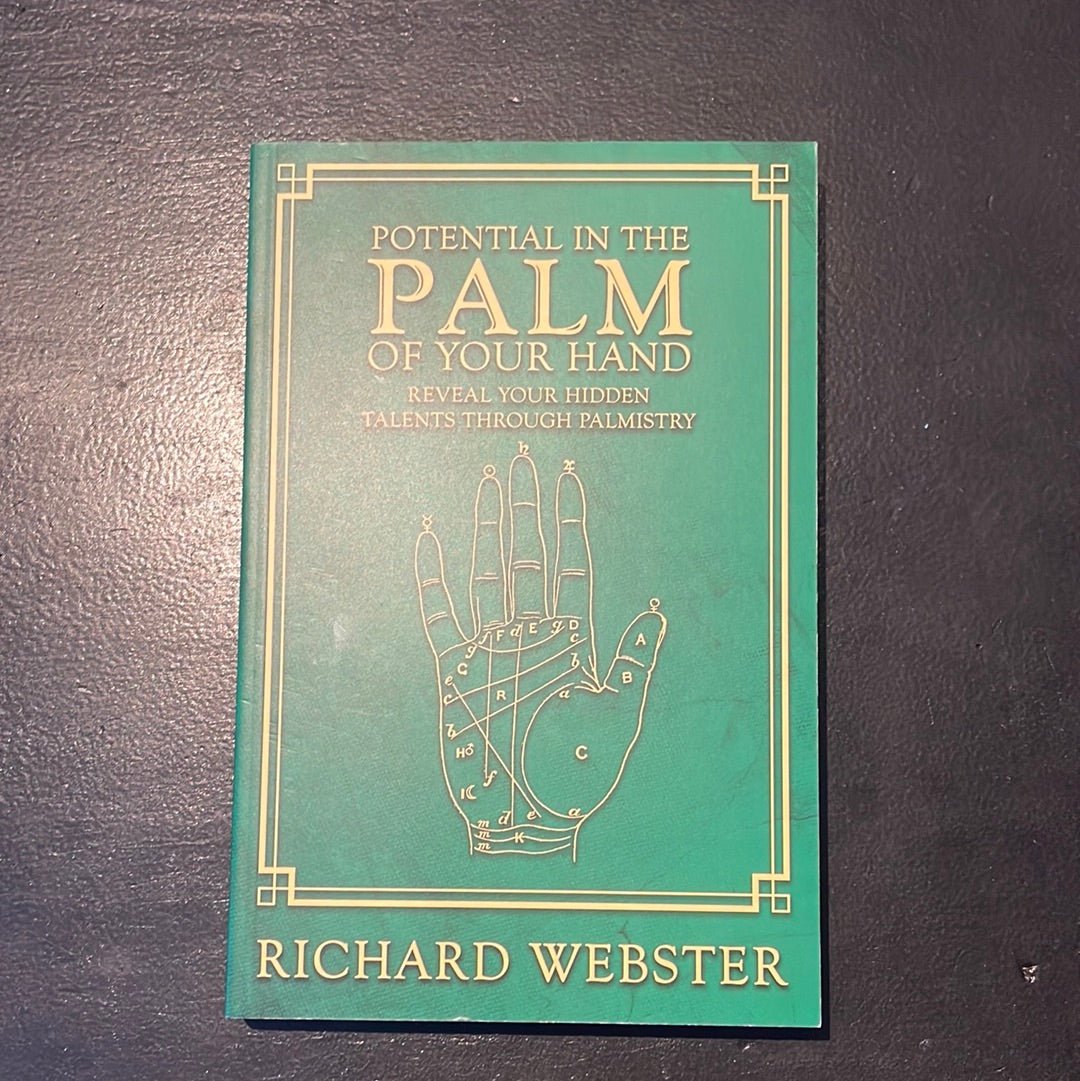 POTENTIAL IN THE
PALM
OF YOUR HAND
REVEAL YOUR HIDDEN
TALENTS THROUGH PALMISTRY
♄
☉ ♃
☿
♀
f F d E g D
g c A
G b B
e R a
c
b C
H♂
f
I☾
d e a
m
m K
m
RICHARD WEBSTER